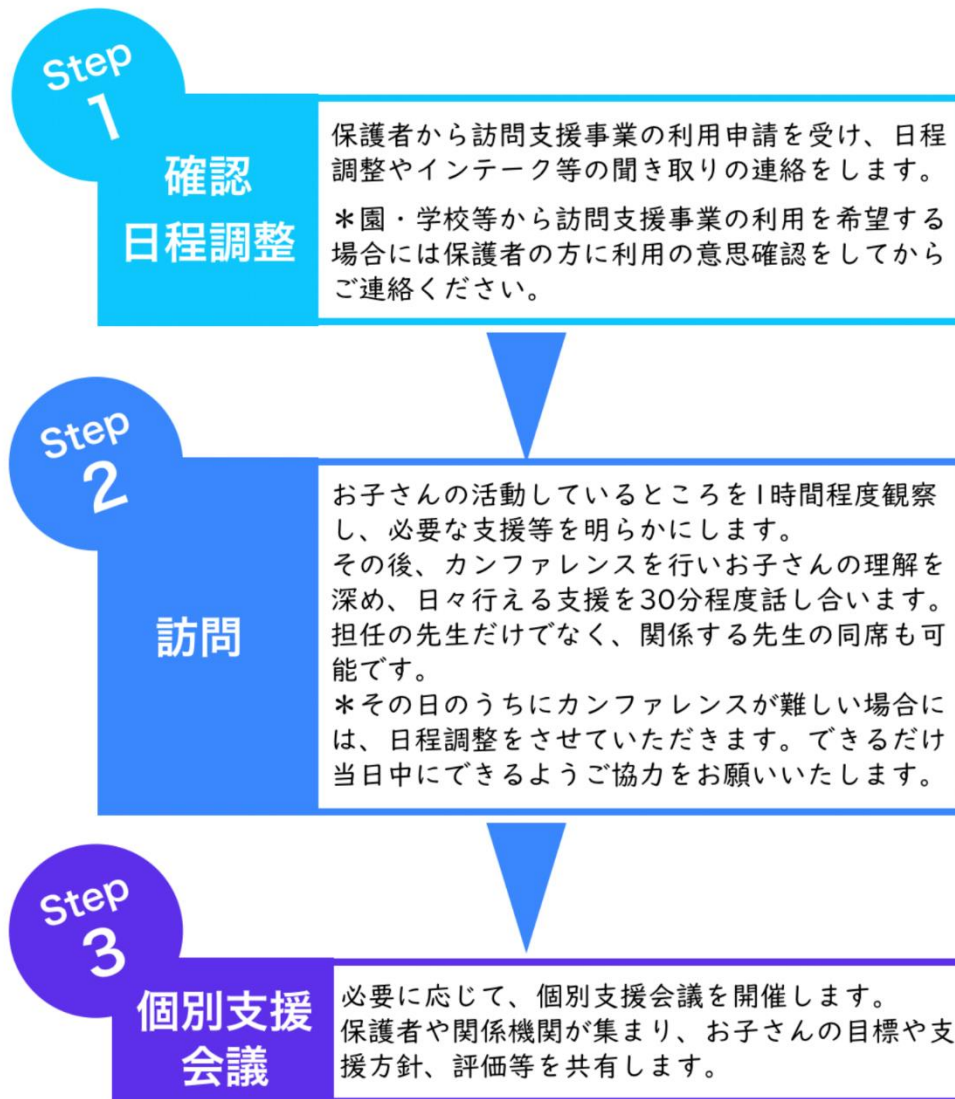 Step
1
確認
日程調整
保護者から訪問支援事業の利用申請を受け、日程
調整やインテーク等の聞き取りの連絡をします。
＊園・学校等から訪問支援事業の利用を希望する
場合には保護者の方に利用の意思確認をしてから
ご連絡ください。
Step
2
訪問
お子さんの活動しているところを1時間程度観察
し、必要な支援等を明らかにします。
その後、カンファレンスを行いお子さんの理解を
深め、日々行える支援を30分程度話し合います。
担任の先生だけでなく、関係する先生の同席も可
能です。
＊その日のうちにカンファレンスが難しい場合に
は、日程調整をさせていただきます。できるだけ
当日中にできるようご協力をお願いいたします。
Step
3
個別支援
会議
必要に応じて、個別支援会議を開催します。
保護者や関係機関が集まり、お子さんの目標や支
援方針、評価等を共有します。